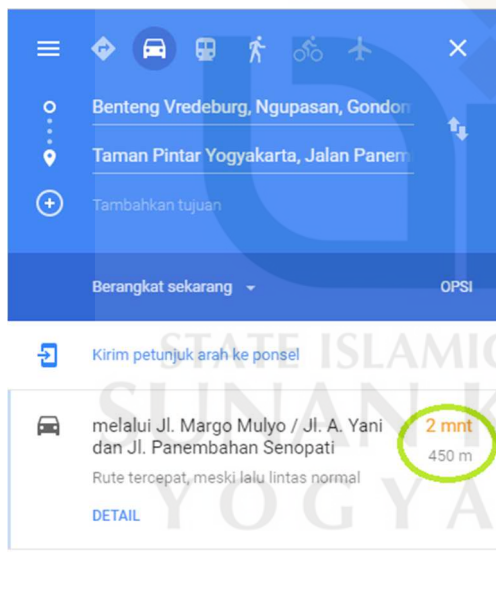 Benteng Vredeburg, Ngupasan, Gondom
Taman Pintar Yogyakarta, Jalan Panem
Tambahkan tujuan
Berangkat sekarang
OPSI
Kirim petunjuk arah ke ponsel
STATE ISLAMIC
SUNAN K
YOGYA
melalui Jl. Margo Mulyo / Jl. A. Yani
dan Jl. Panembahan Senopati
2 mnt
450 m
Rute tercepat, meski lalu lintas normal
DETAIL